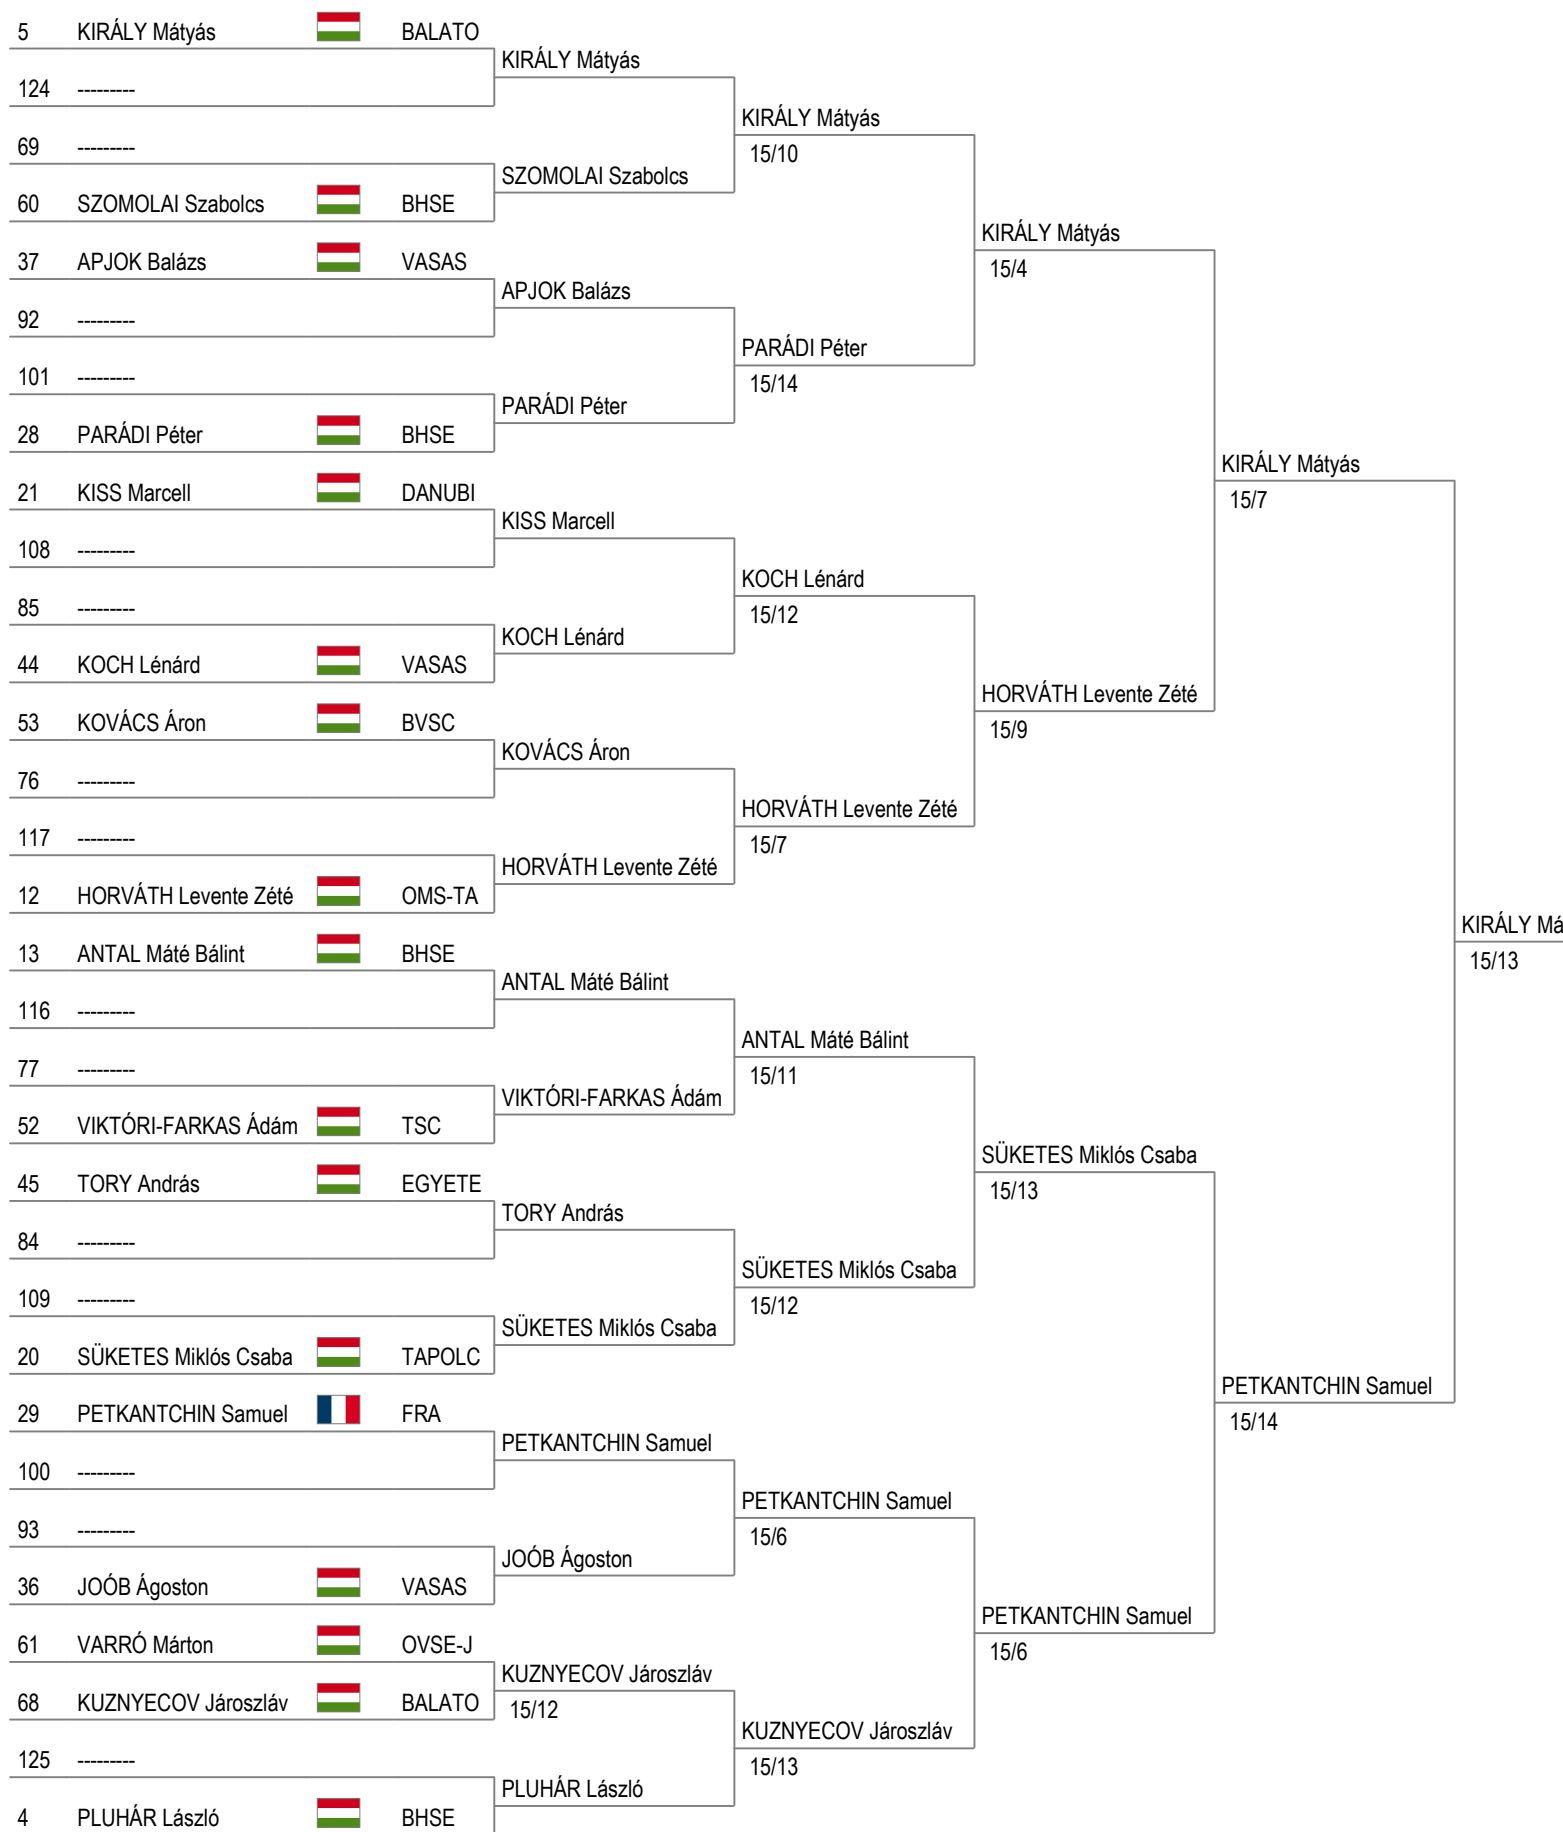 5 KIRÁLY Mátyás BALATO
KIRÁLY Mátyás
124 ---------
KIRÁLY Mátyás
69 ---------
15/10
SZOMOLAI Szabolcs
60 SZOMOLAI Szabolcs BHSE
KIRÁLY Mátyás
37 APJOK Balázs VASAS
15/4
APJOK Balázs
92 ---------
PARÁDI Péter
101 ---------
15/14
PARÁDI Péter
28 PARÁDI Péter BHSE
KIRÁLY Mátyás
21 KISS Marcell DANUBI
15/7
KISS Marcell
108 ---------
KOCH Lénárd
85 ---------
15/12
KOCH Lénárd
44 KOCH Lénárd VASAS
HORVÁTH Levente Zété
53 KOVÁCS Áron BVSC
15/9
KOVÁCS Áron
76 ---------
HORVÁTH Levente Zété
117 ---------
15/7
HORVÁTH Levente Zété
12 HORVÁTH Levente Zété OMS-TA
KIRÁLY Má
13 ANTAL Máté Bálint BHSE
15/13
ANTAL Máté Bálint
116 ---------
ANTAL Máté Bálint
77 ---------
15/11
VIKTÓRI-FARKAS Ádám
52 VIKTÓRI-FARKAS Ádám TSC
SÜKETES Miklós Csaba
45 TORY András EGYETE
15/13
TORY András
84 ---------
SÜKETES Miklós Csaba
109 ---------
15/12
SÜKETES Miklós Csaba
20 SÜKETES Miklós Csaba TAPOLC
PETKANTCHIN Samuel
29 PETKANTCHIN Samuel FRA
15/14
PETKANTCHIN Samuel
100 ---------
PETKANTCHIN Samuel
93 ---------
15/6
JOÓB Ágoston
36 JOÓB Ágoston VASAS
PETKANTCHIN Samuel
61 VARRÓ Márton OVSE-J
15/6
KUZNYECOV Jároszláv
68 KUZNYECOV Jároszláv BALATO
15/12
KUZNYECOV Jároszláv
125 ---------
15/13
PLUHÁR László
4 PLUHÁR László BHSE